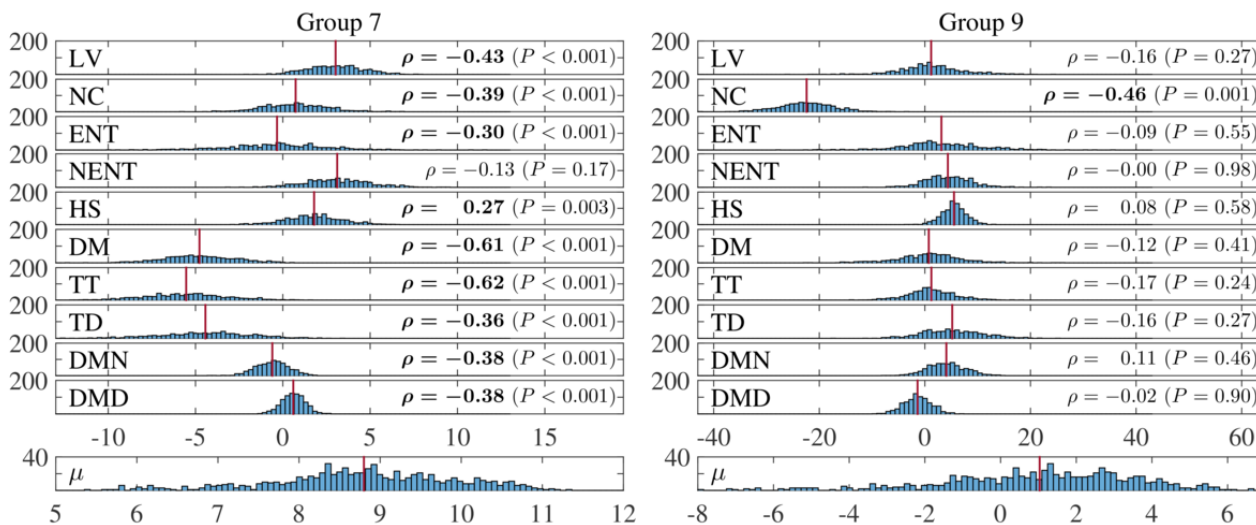 Group 7
200 LV ρ = −0.43 (P < 0.001)
200 NC ρ = −0.39 (P < 0.001)
200 ENT ρ = −0.30 (P < 0.001)
200 NENT ρ = −0.13 (P = 0.17)
200 HS ρ = 0.27 (P = 0.003)
200 DM ρ = −0.61 (P < 0.001)
200 TT ρ = −0.62 (P < 0.001)
200 TD ρ = −0.36 (P < 0.001)
200 DMN ρ = −0.38 (P < 0.001)
200 DMD ρ = −0.38 (P < 0.001)
-10 -5 0 5 10 15
40 μ
5 6 7 8 9 10 11 12
Group 9
200 LV ρ = −0.16 (P = 0.27)
200 NC ρ = −0.46 (P = 0.001)
200 ENT ρ = −0.09 (P = 0.55)
200 NENT ρ = −0.00 (P = 0.98)
200 HS ρ = 0.08 (P = 0.58)
200 DM ρ = −0.12 (P = 0.41)
200 TT ρ = −0.17 (P = 0.24)
200 TD ρ = −0.16 (P = 0.27)
200 DMN ρ = 0.11 (P = 0.46)
200 DMD ρ = −0.02 (P = 0.90)
-40 -20 0 20 40 60
40 μ
-8 -6 -4 -2 0 2 4 6